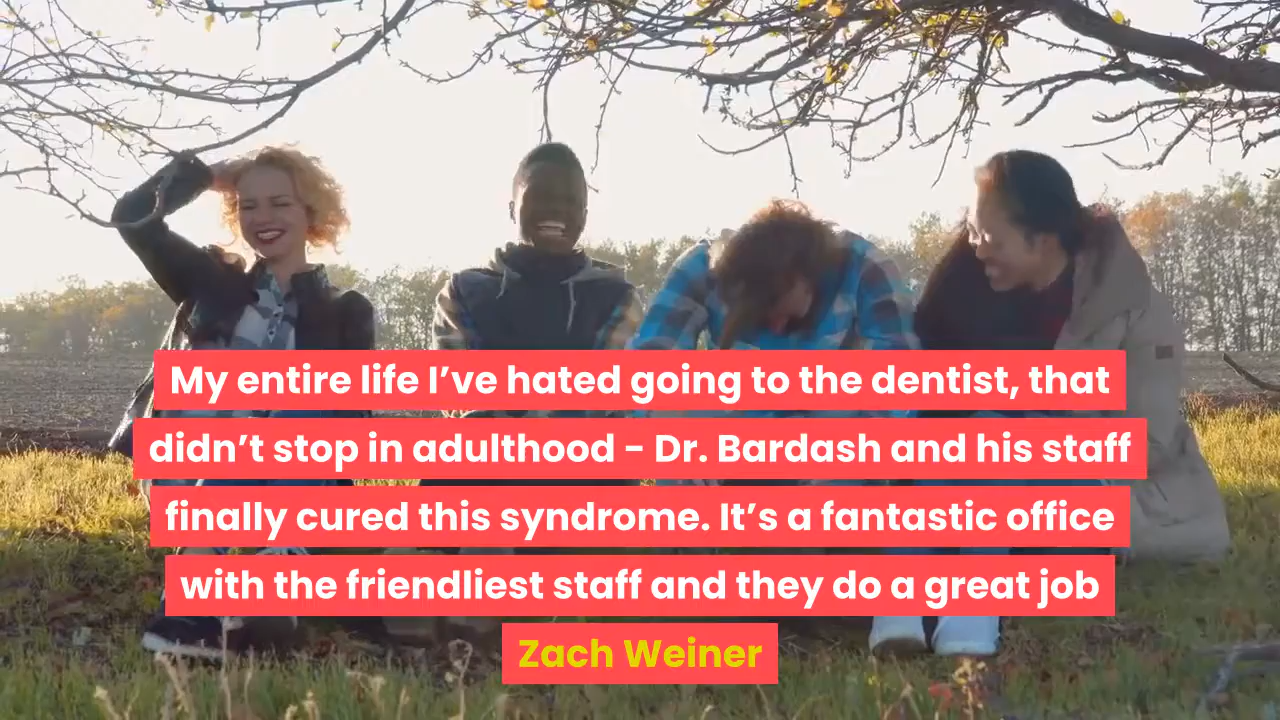 My entire life I’ve hated going to the dentist, that
didn’t stop in adulthood - Dr. Bardash and his staff
finally cured this syndrome. It’s a fantastic office
with the friendliest staff and they do a great job
Zach Weiner